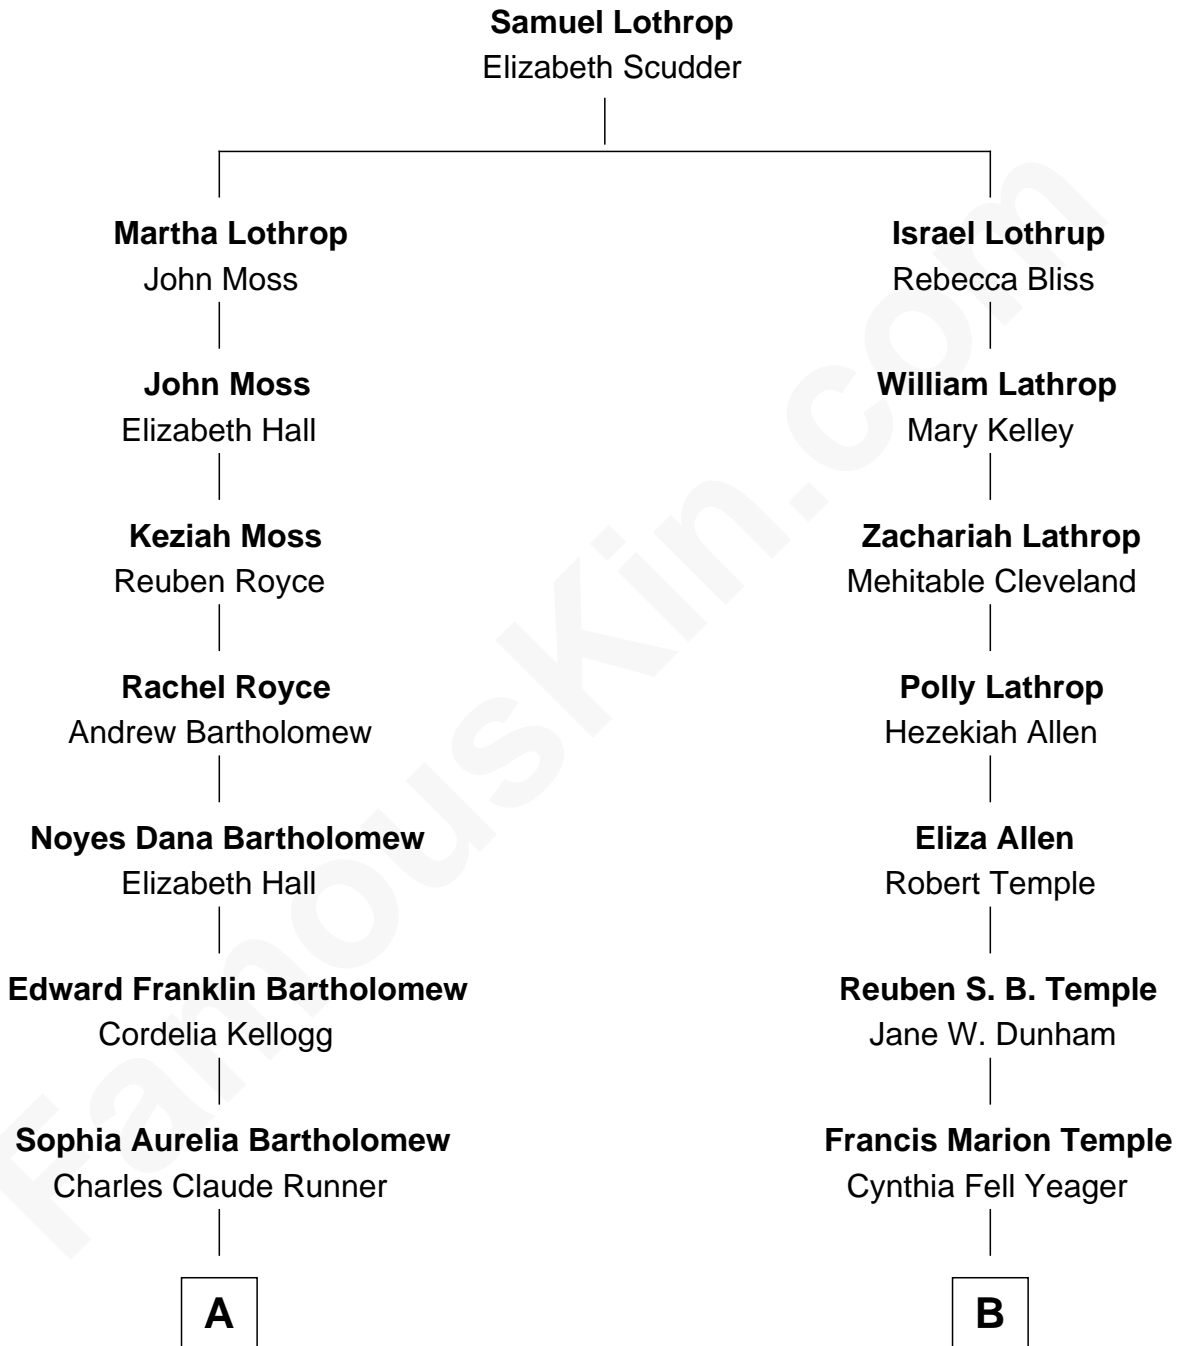 Samuel Lothrop
Elizabeth Scudder
Martha Lothrop
John Moss
Israel Lothrup
Rebecca Bliss
John Moss
Elizabeth Hall
William Lathrop
Mary Kelley
Keziah Moss
Reuben Royce
Zachariah Lathrop
Mehitable Cleveland
Rachel Royce
Andrew Bartholomew
Polly Lathrop
Hezekiah Allen
Noyes Dana Bartholomew
Elizabeth Hall
Eliza Allen
Robert Temple
Edward Franklin Bartholomew
Cordelia Kellogg
Reuben S. B. Temple
Jane W. Dunham
Sophia Aurelia Bartholomew
Charles Claude Runner
Francis Marion Temple
Cynthia Fell Yeager
A
B
FamousKin.com